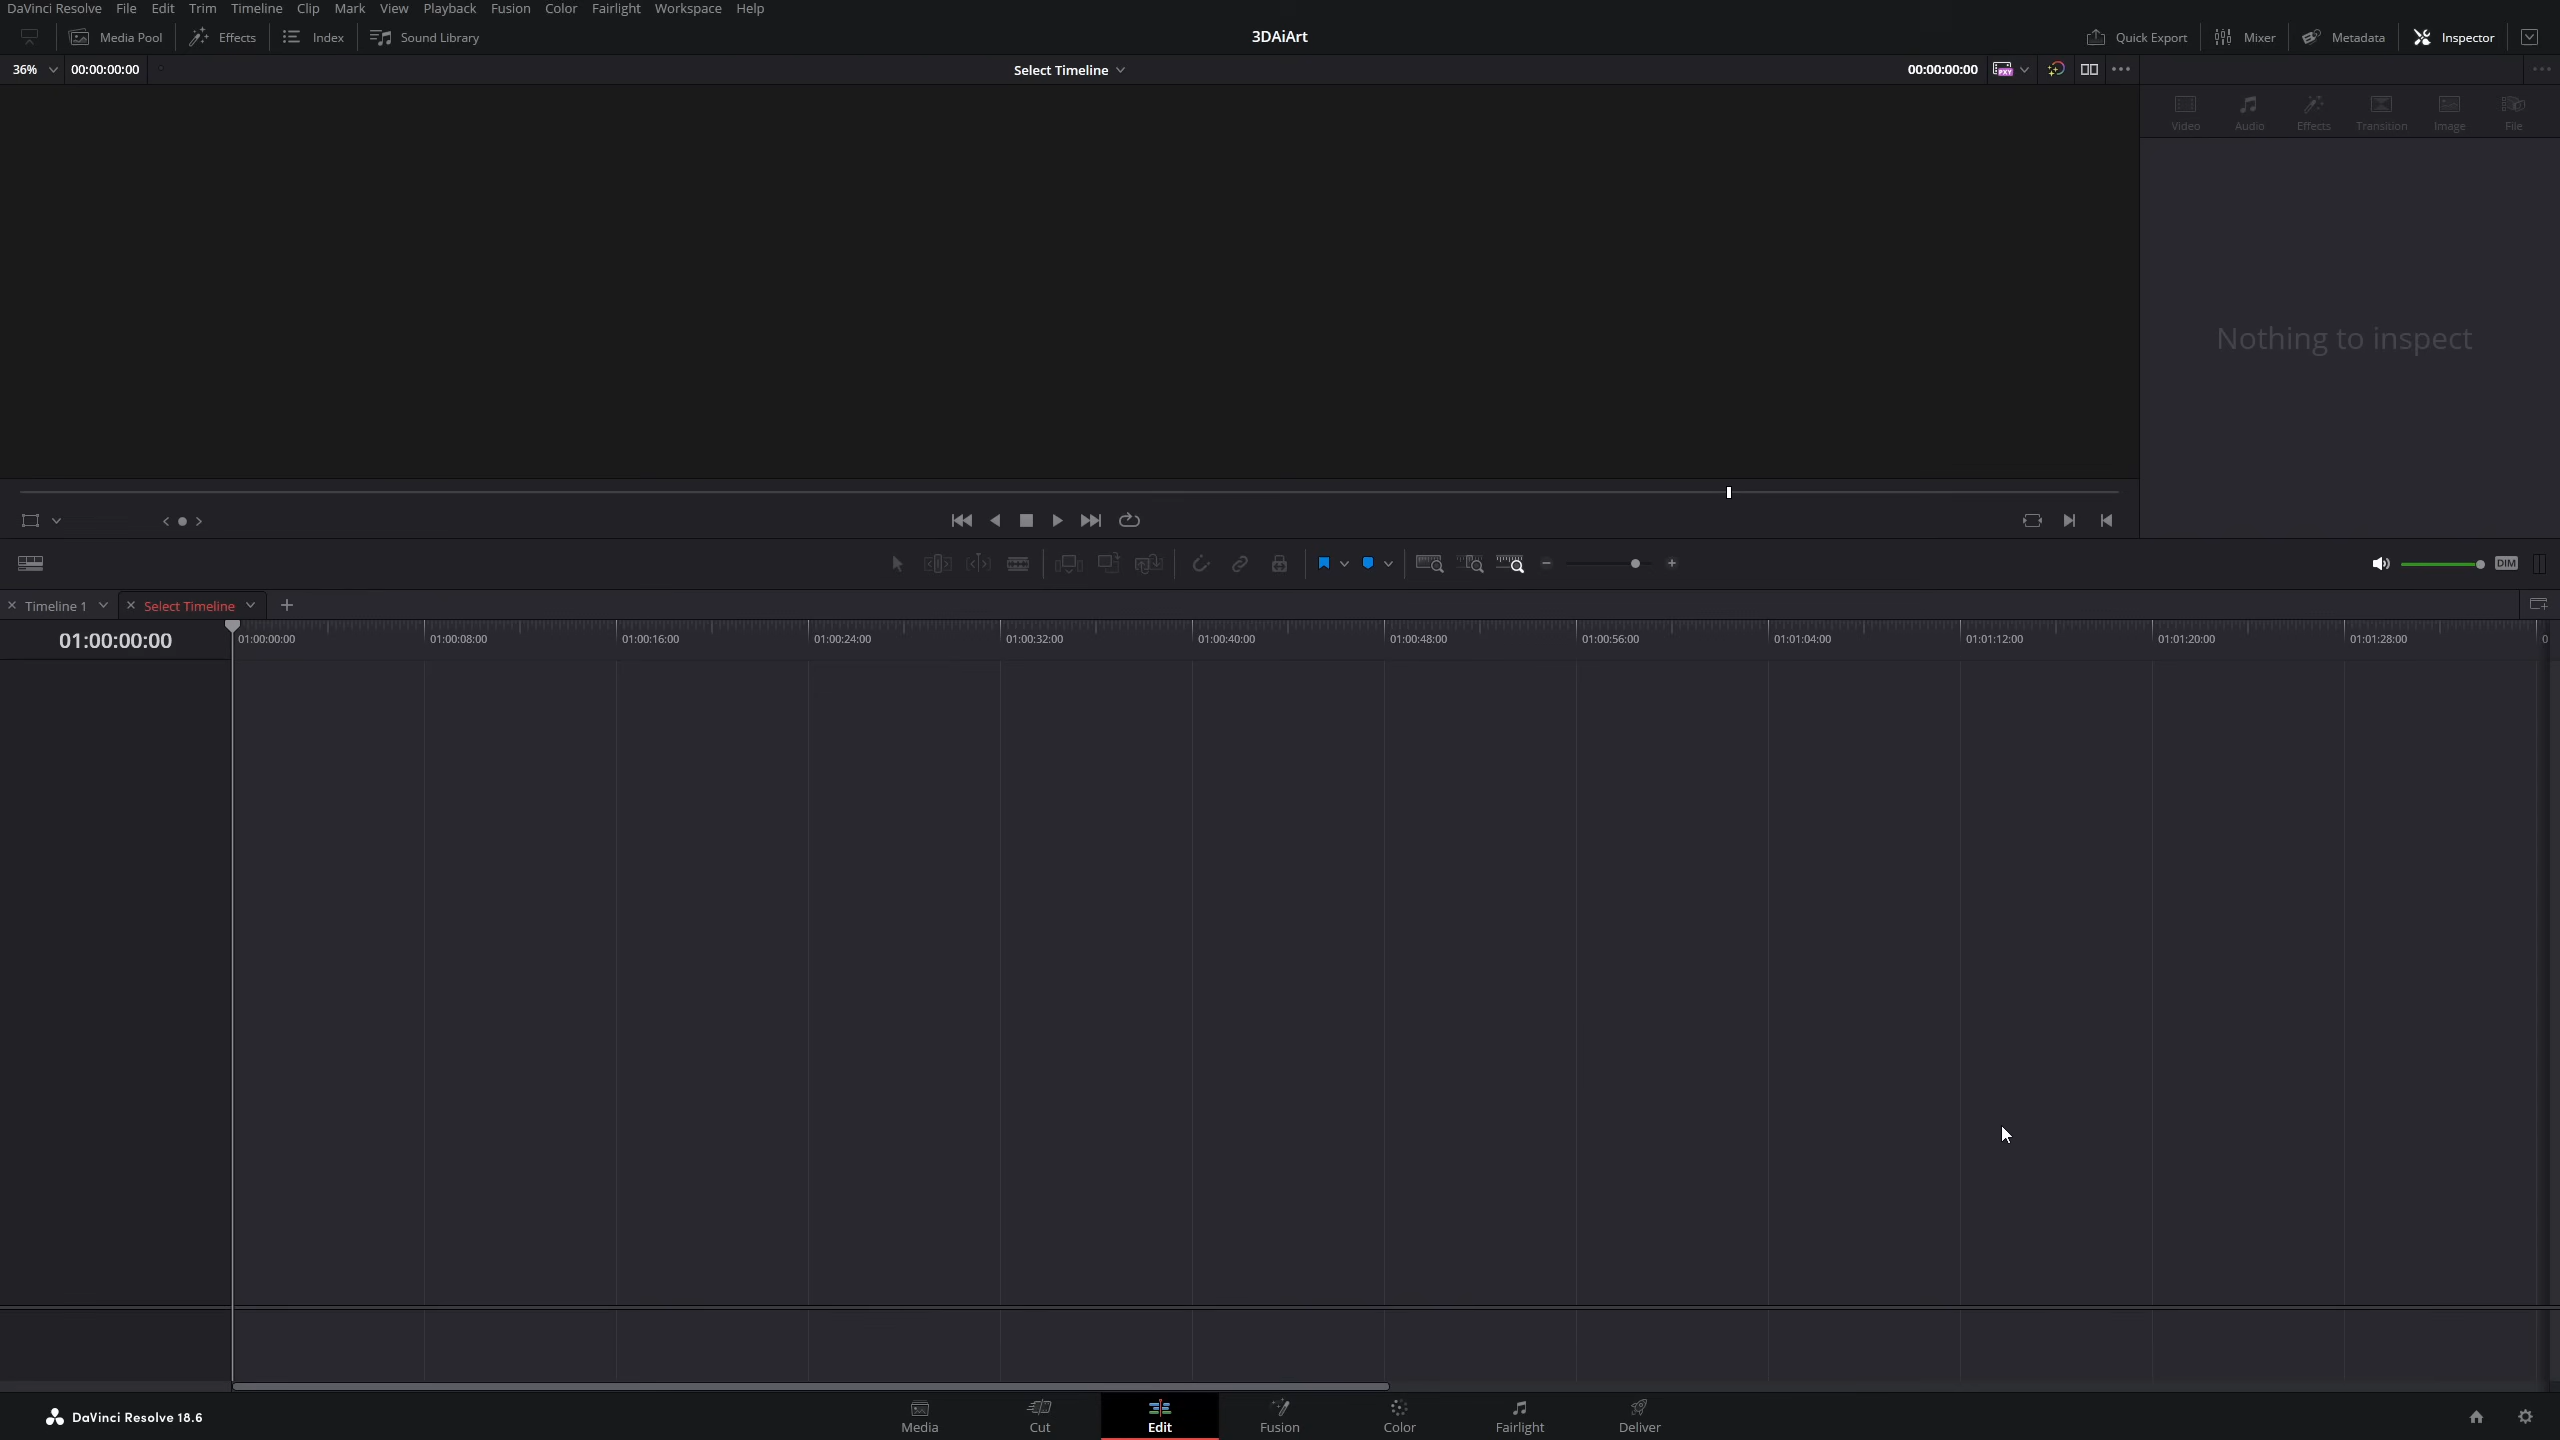 DaVinci Resolve File Edit Trim Timeline Clip Mark View Playback Fusion Color Fairlight Workspace Help
Media Pool Effects Index Sound Library 3DAiArt Quick Export Mixer Metadata Inspector
36% 00:00:00:00 Select Timeline 00:00:00:00 PXY
Video Audio Effects Transition Image File
Nothing to inspect
DIM
Timeline 1 Select Timeline
01:00:00:00 01:00:00:00 01:00:08:00 01:00:16:00 01:00:24:00 01:00:32:00 01:00:40:00 01:00:48:00 01:00:56:00 01:01:04:00 01:01:12:00 01:01:20:00 01:01:28:00 0
DaVinci Resolve 18.6 Media Cut Edit Fusion Color Fairlight Deliver